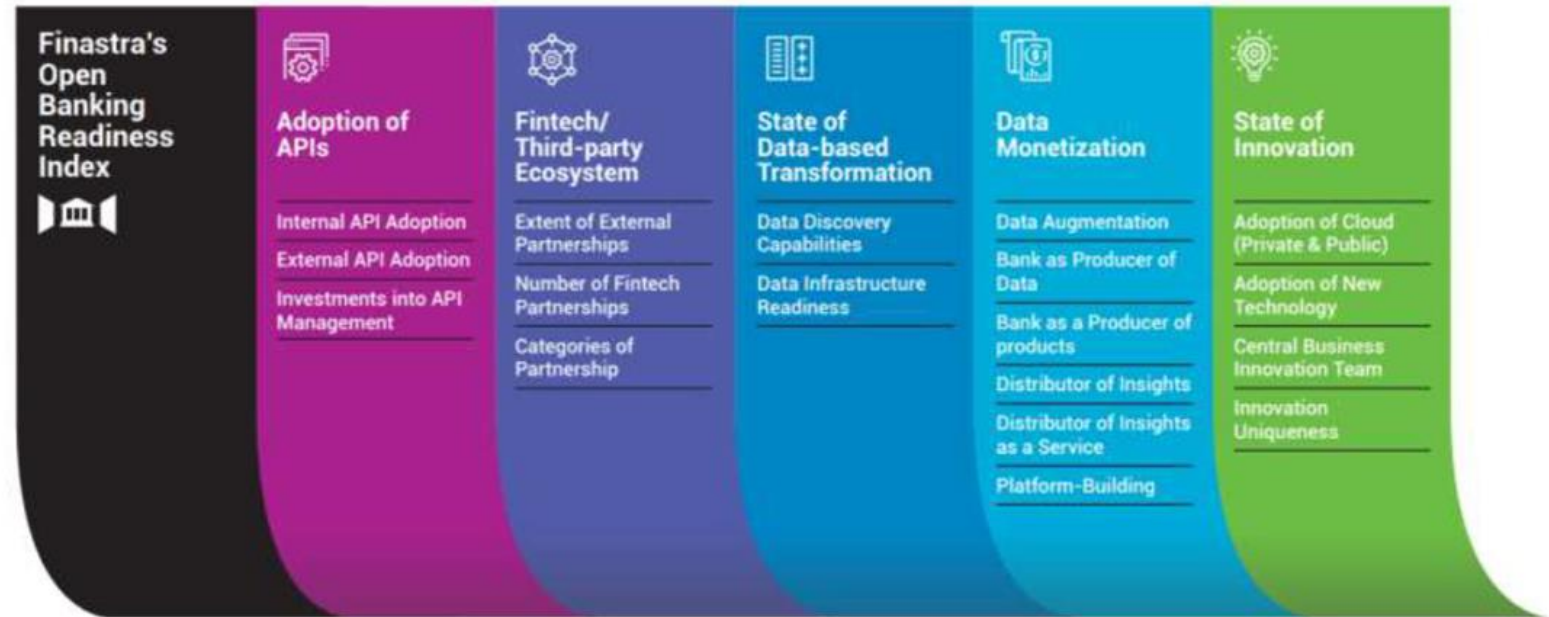 Finastra's
Open
Banking
Readiness
Index
Adoption of
APIs
Internal API Adoption
External API Adoption
Investments into API
Management
Fintech/
Third-party
Ecosystem
Extent of External
Partnerships
Number of Fintech
Partnerships
Categories of
Partnership
State of
Data-based
Transformation
Data Discovery
Capabilities
Data Infrastructure
Readiness
Data
Monetization
Data Augmentation
Bank as Producer of
Data
Bank as a Producer of
products
Distributor of Insights
Distributor of Insights
as a Service
Platform-Building
State of
Innovation
Adoption of Cloud
(Private & Public)
Adoption of New
Technology
Central Business
Innovation Team
Innovation
Uniqueness